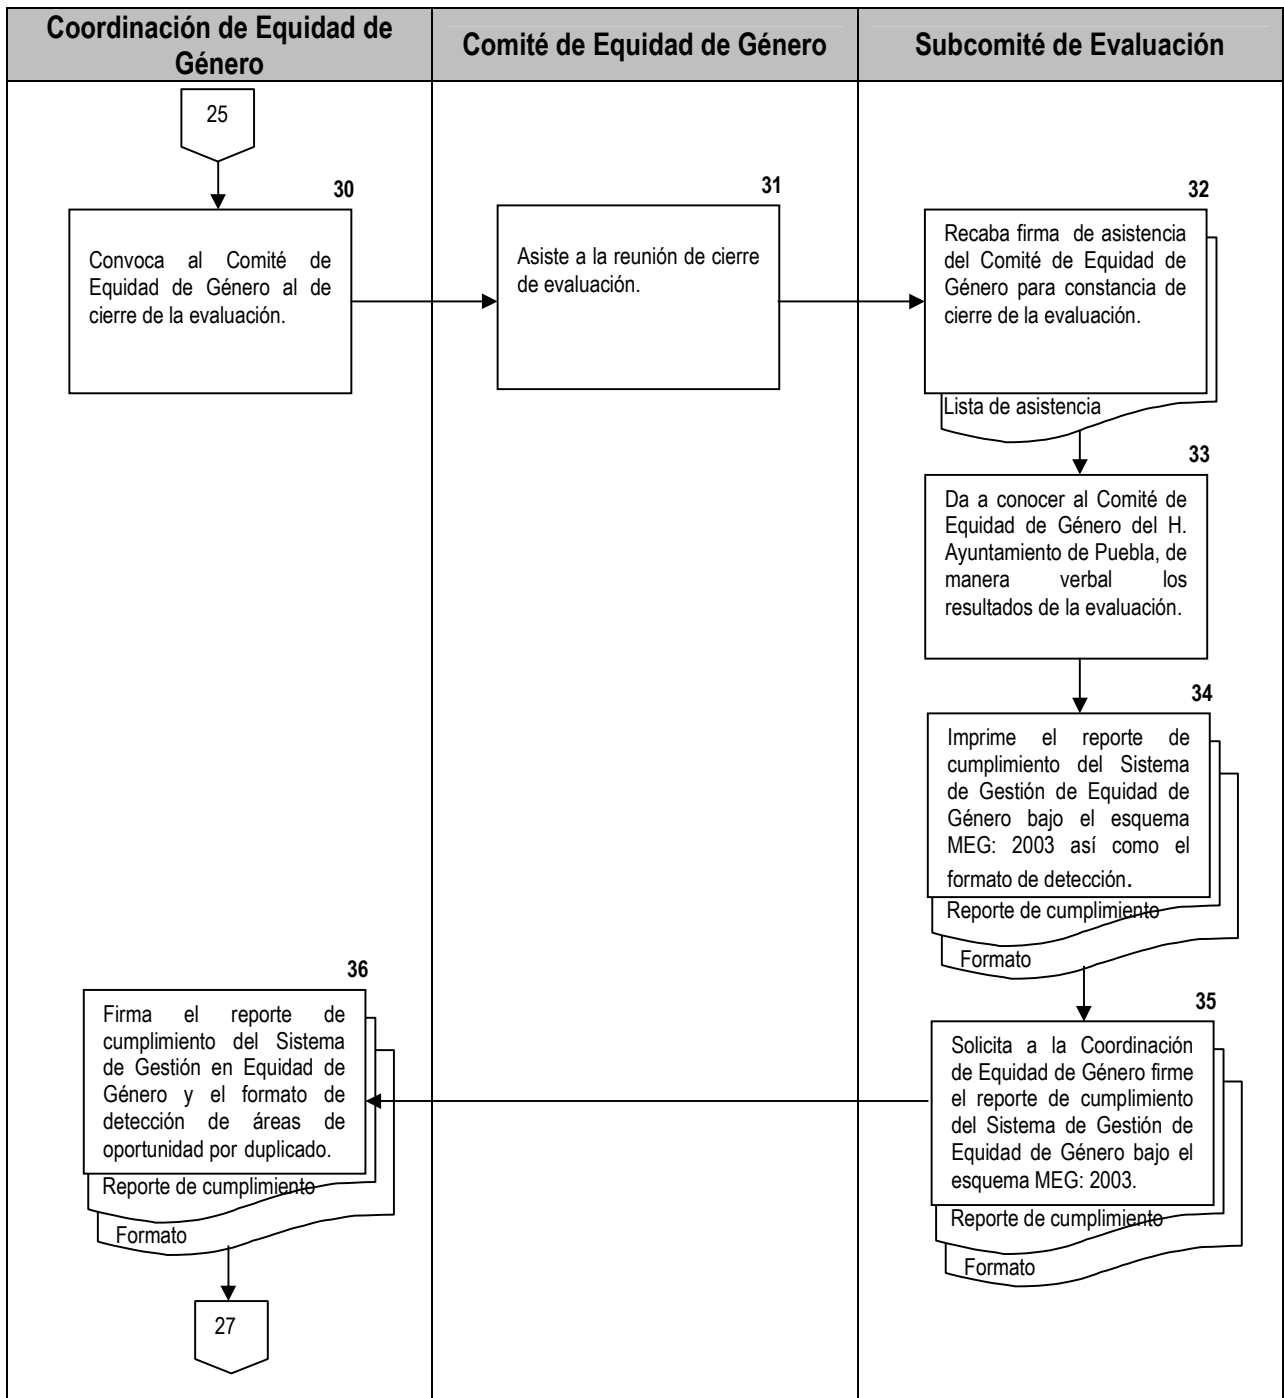 Coordinación de Equidad de
Género
Comité de Equidad de Género
Subcomité de Evaluación
25
30
Convoca al Comité de
Equidad de Género al de
cierre de la evaluación.
31
Asiste a la reunión de cierre
de evaluación.
32
Recaba firma de asistencia
del Comité de Equidad de
Género para constancia de
cierre de la evaluación.
Lista de asistencia
33
Da a conocer al Comité de
Equidad de Género del H.
Ayuntamiento de Puebla, de
manera verbal los
resultados de la evaluación.
34
Imprime el reporte de
cumplimiento del Sistema
de Gestión de Equidad de
Género bajo el esquema
MEG: 2003 así como el
formato de detección.
Reporte de cumplimiento
Formato
35
Solicita a la Coordinación
de Equidad de Género firme
el reporte de cumplimiento
del Sistema de Gestión de
Equidad de Género bajo el
esquema MEG: 2003.
Reporte de cumplimiento
Formato
36
Firma el reporte de
cumplimiento del Sistema
de Gestión en Equidad de
Género y el formato de
detección de áreas de
oportunidad por duplicado.
Reporte de cumplimiento
Formato
27